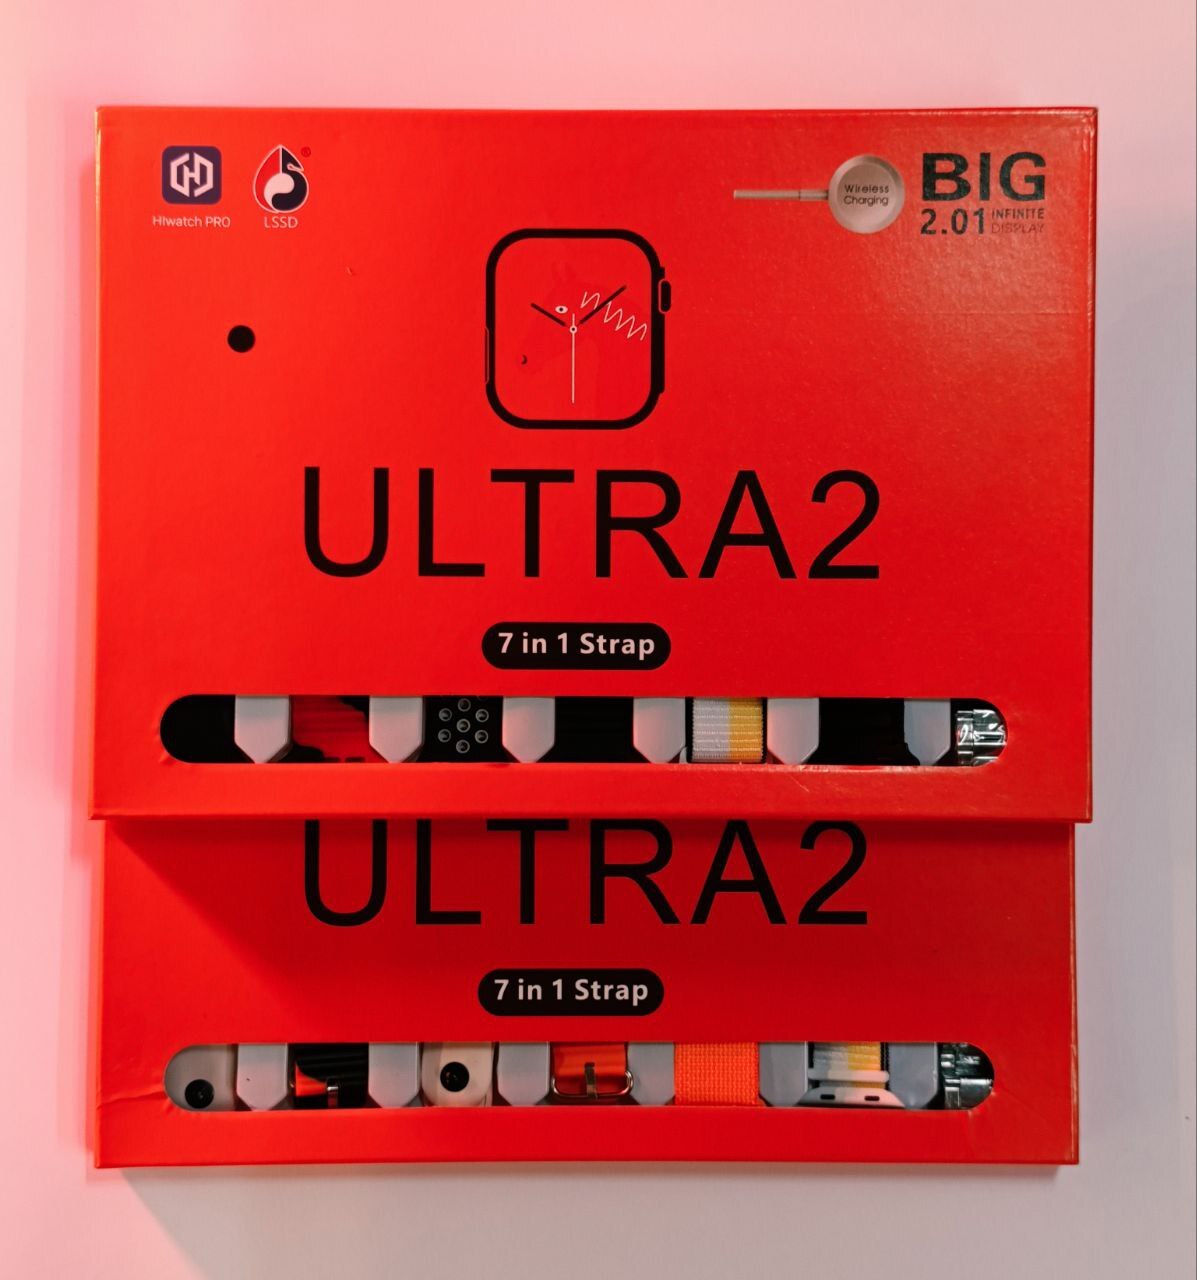 HIwatch PRO
LSSD
®
Wireless
Charging
BIG
2.01 INFINITE
DISPLAY
ULTRA2
7 in 1 Strap
ULTRA2
7 in 1 Strap